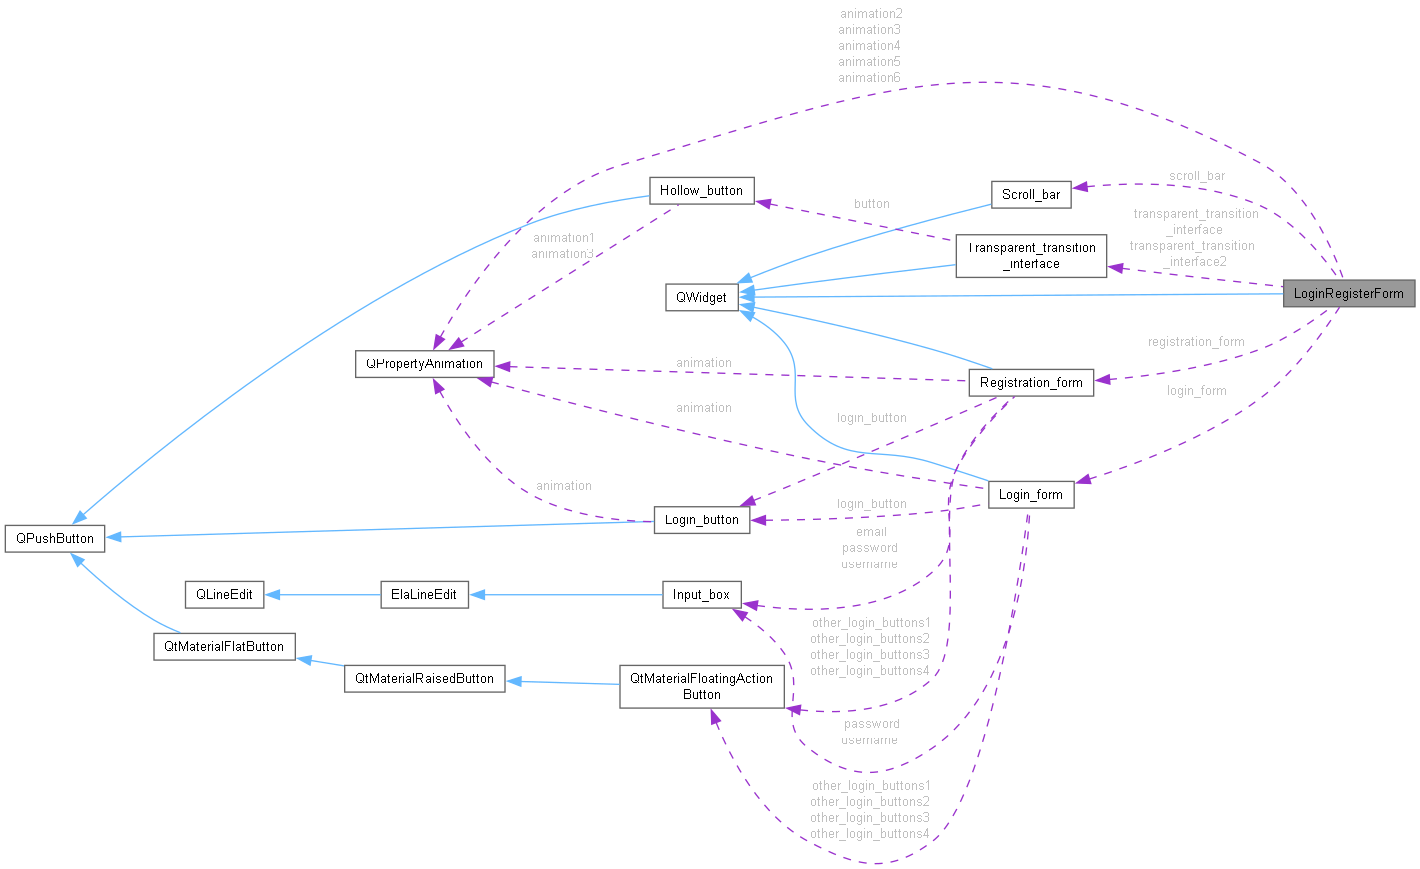 animation2
animation3
animation4
animation5
animation6
Hollow_button
scroll_bar
Scroll_bar
button
transparent_transition
_interface
transparent_transition
_interface2
animation1
animation3
Transparent_transition
_interface
QWidget
LoginRegisterForm
registration_form
QPropertyAnimation
animation
Registration_form
login_form
animation
login_button
animation
Login_form
login_button
Login_button
QPushButton
email
password
username
QLineEdit
ElaLineEdit
Input_box
other_login_buttons1
other_login_buttons2
other_login_buttons3
other_login_buttons4
QtMaterialFlatButton
QtMaterialRaisedButton
QtMaterialFloatingAction
Button
password
username
other_login_buttons1
other_login_buttons2
other_login_buttons3
other_login_buttons4